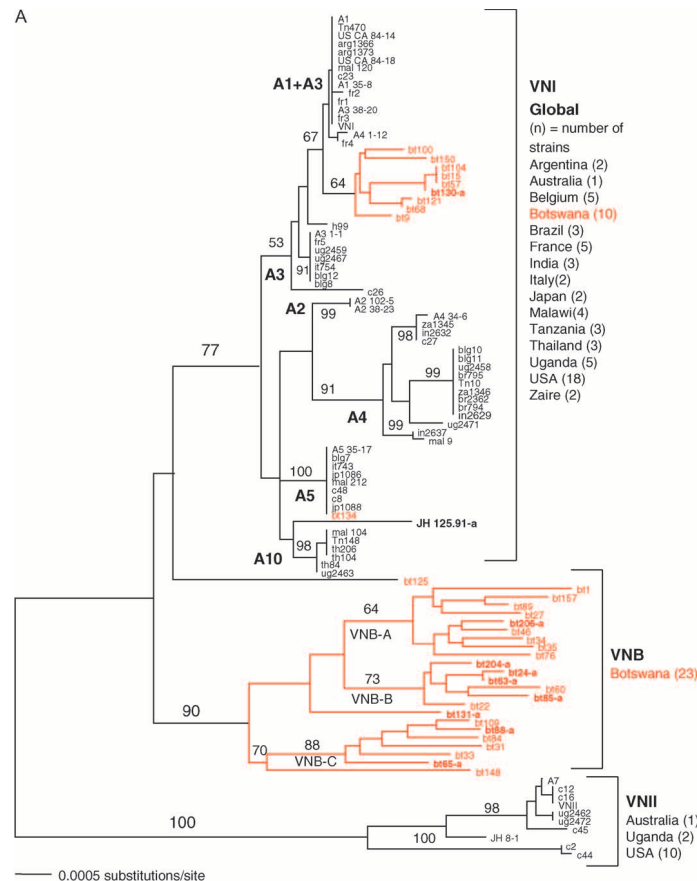 A
A1
Tn470
US CA 84-14
arg1366
arg1373
US CA 84-18
mal 120
c23
A1 35-8
fr2
fr1
A3 38-20
fr3
VNI
A4 1-12
fr4
A1+A3
67
bt100
bt150
bt104
bt15
bt57
bt130-a
bt121
bt68
bt9
64
h99
A3 1-1
fr5
ug2459
ug2467
it754
blg12
blg8
53
91
A3
c26
A2
A2 102-5
A2 38-23
99
A4 34-6
za1345
in2632
c27
98
blg10
blg11
ug2458
br795
Tn10
za1346
br2362
br794
in2629
ug2471
99
77
91
A4
99
in2637
mal 9
A5 35-17
blg7
it743
jp1086
mal 212
c48
c8
jp1088
bt134
100
A5
JH 125.91-a
mal 104
Tn148
th206
th104
th84
ug2463
98
A10
VNI
Global
(n) = number of
strains
Argentina (2)
Australia (1)
Belgium (5)
Botswana (10)
Brazil (3)
France (5)
India (3)
Italy(2)
Japan (2)
Malawi(4)
Tanzania (3)
Thailand (3)
Uganda (5)
USA (18)
Zaire (2)
bt125
bt1
bt157
bt89
bt27
bt206-a
bt46
bt34
bt35
bt76
64
VNB-A
bt204-a
bt24-a
bt63-a
bt60
bt85-a
bt22
73
VNB-B
bt131-a
bt109
bt88-a
bt84
bt31
bt33
bt65-a
bt148
90
70
88
VNB-C
VNB
Botswana (23)
A7
c12
c16
VNII
ug2462
ug2472
c45
98
JH 8-1
100
100
c2
c44
VNII
Australia (1)
Uganda (2)
USA (10)
0.0005 substitutions/site